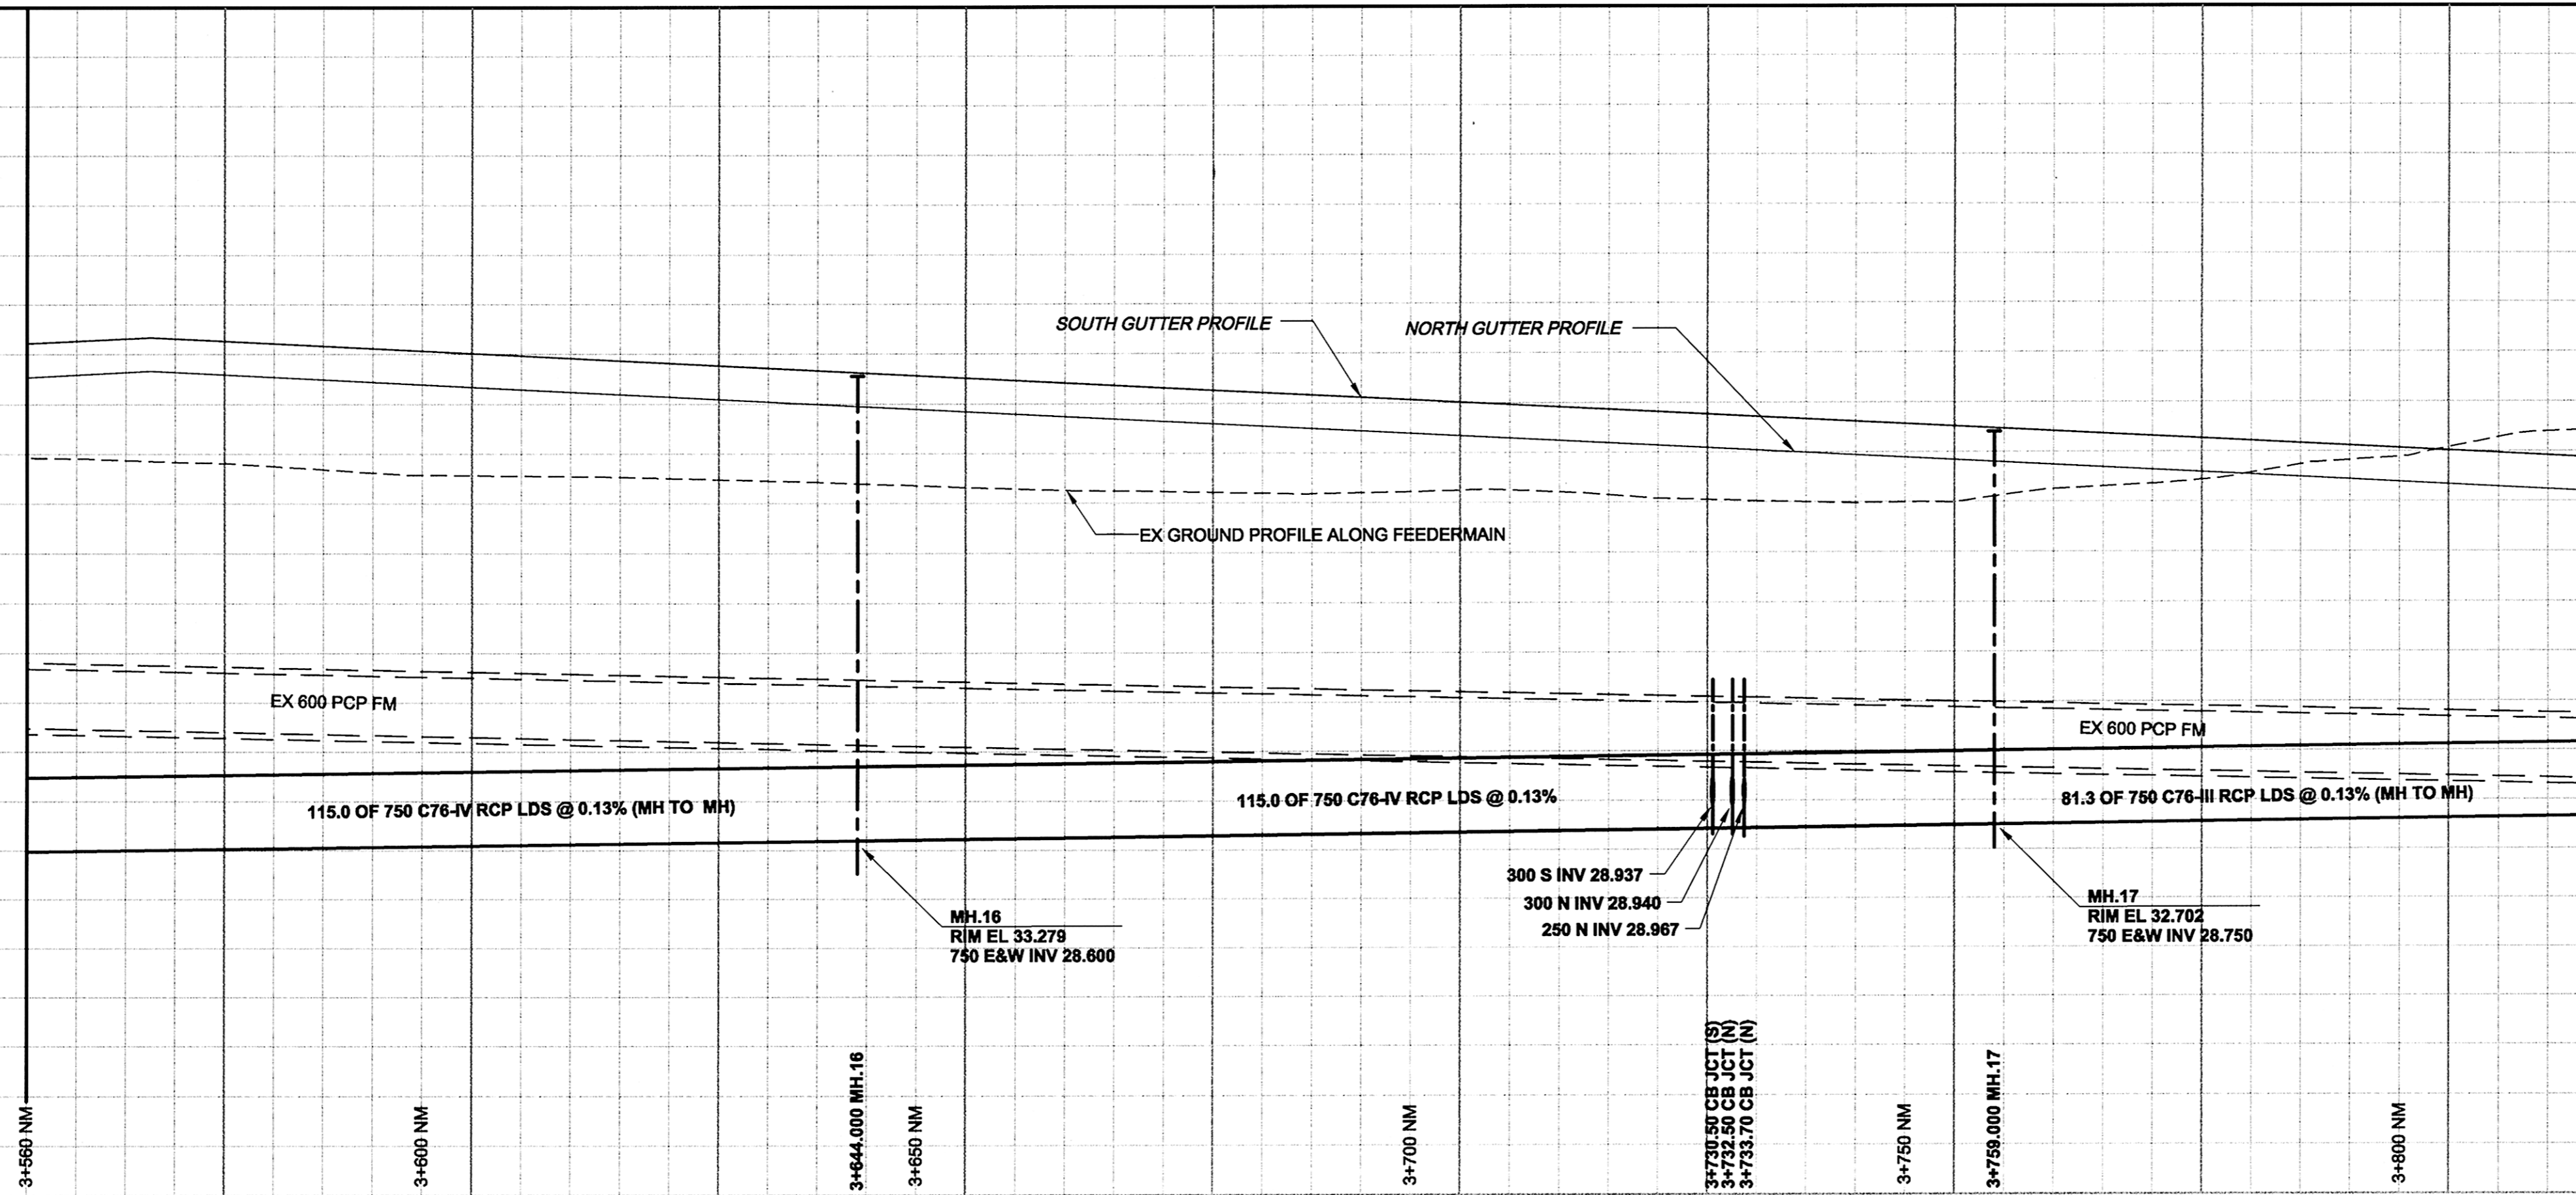 SOUTH GUTTER PROFILE
NORTH GUTTER PROFILE
EX GROUND PROFILE ALONG FEEDERMAIN
EX 600 PCP FM
EX 600 PCP FM
115.0 OF 750 C76-IV RCP LDS @ 0.13% (MH TO MH)
115.0 OF 750 C76-IV RCP LDS @ 0.13%
81.3 OF 750 C76-III RCP LDS @ 0.13% (MH TO MH)
300 S INV 28.937
300 N INV 28.940
250 N INV 28.967
MH.16
RIM EL 33.279
750 E&W INV 28.600
MH.17
RIM EL 32.702
750 E&W INV 28.750
3+560 NM
3+600 NM
3+644.000 MH.16
3+650 NM
3+700 NM
3+730.50 CB JCT (S)
3+732.50 CB JCT (N)
3+733.70 CB JCT (N)
3+750 NM
3+759.000 MH.17
3+800 NM